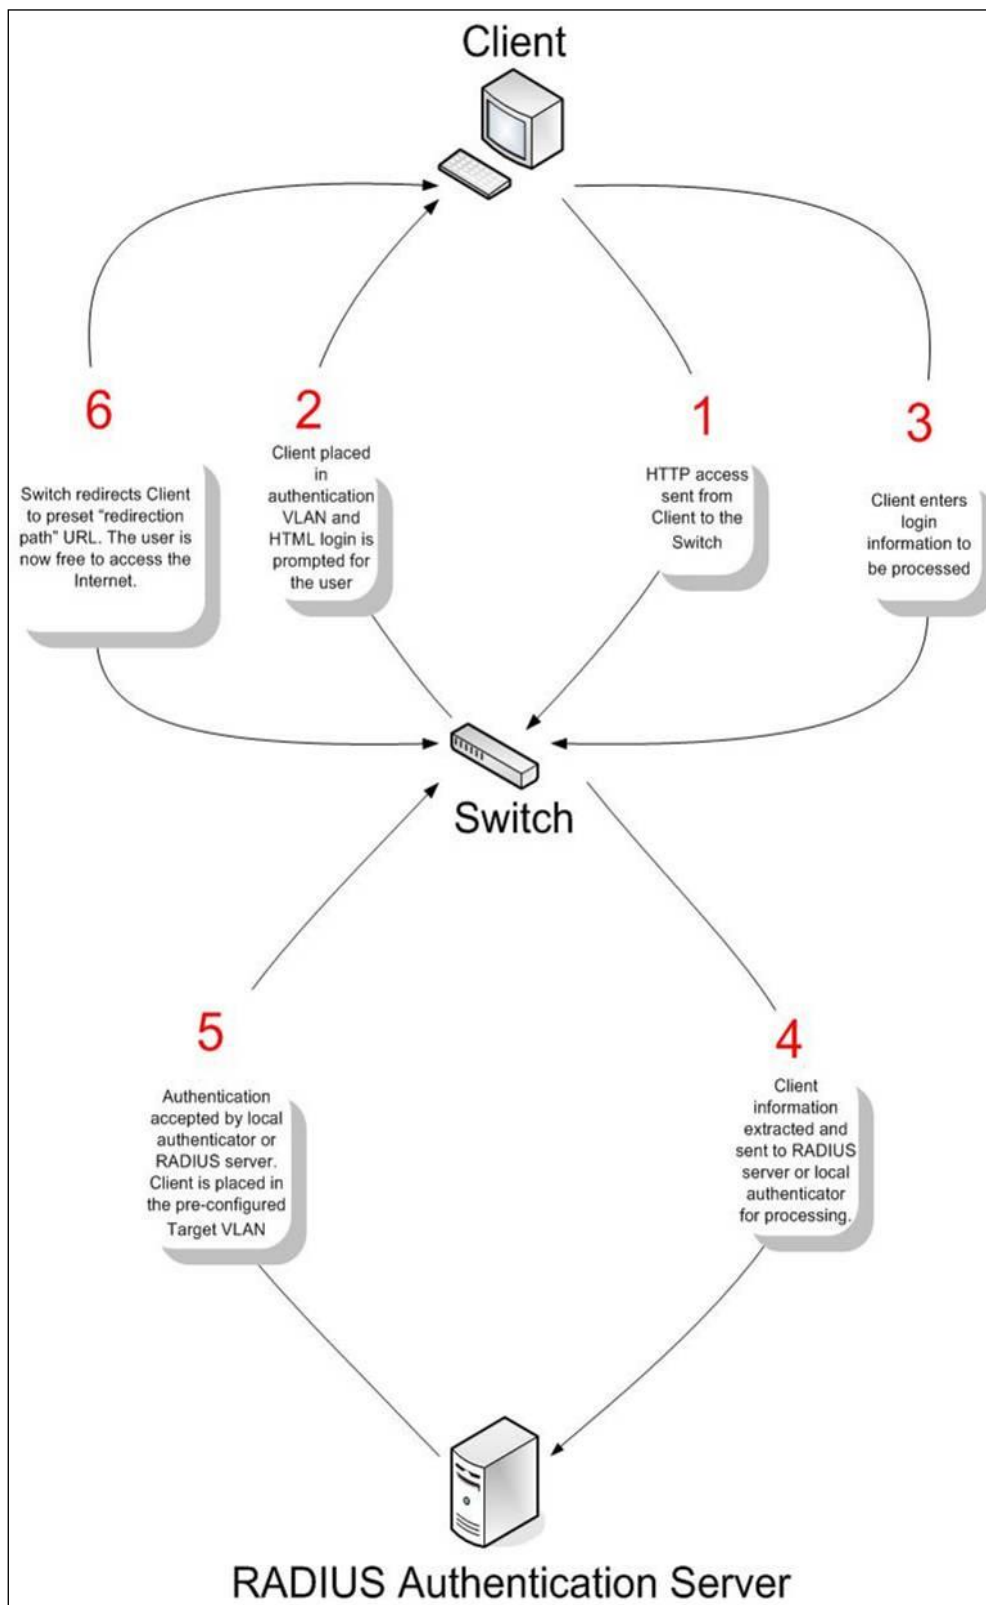 Client
6
Switch redirects Client
to preset “redirection
path” URL. The user is
now free to access the
Internet.
2
Client placed
in
authentication
VLAN and
HTML login is
prompted for
the user
1
HTTP access
sent from
Client to the
Switch
3
Client enters
login
information to
be processed
Switch
5
Authentication
accepted by local
authenticator or
RADIUS server.
Client is placed in
the pre-configured
Target VLAN
4
Client
information
extracted and
sent to RADIUS
server or local
authenticator
for processing.
RADIUS Authentication Server